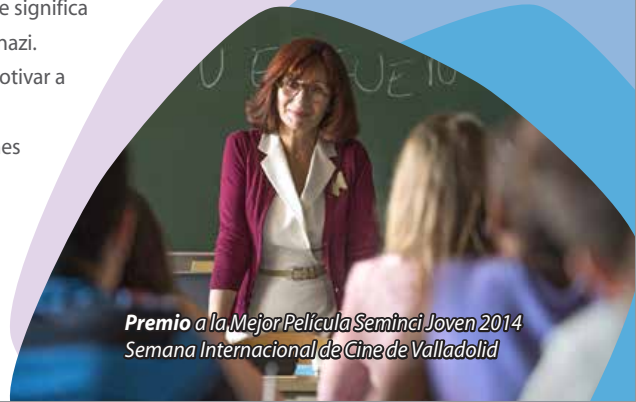 e significa
nazi.
otivar a
es
Premio a la Mejor Película Seminci Joven 2014
Semana Internacional de Cine de Valladolid